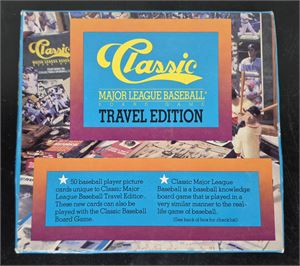 Classic
MAJOR LEAGUE BASEBALL®
BOARD GAME
TRAVEL EDITION
50 baseball player picture
cards unique to Classic Major
League Baseball Travel Edition.
These new cards can also be
played with the Classic Baseball
Board Game.
Classic Major League
Baseball is a baseball knowledge
board game that is played in a
very similar manner to the real-
life game of baseball.
(See back of box for checklist)
Classic